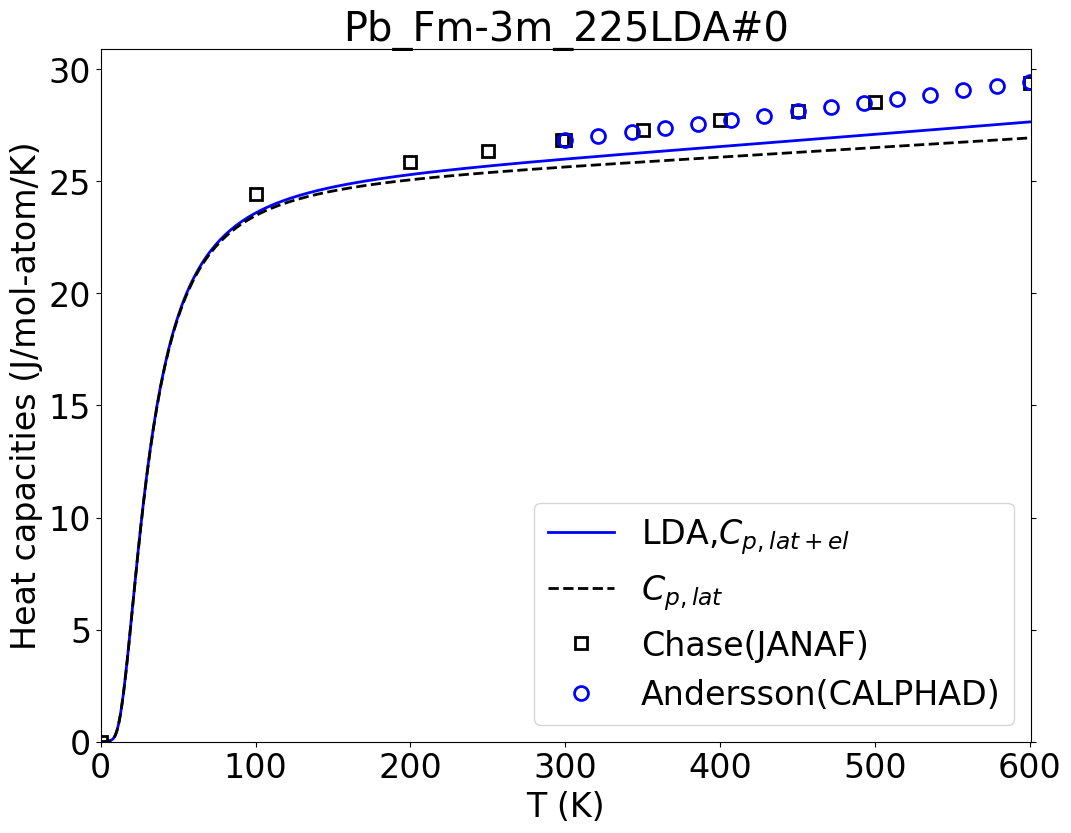 Pb_Fm-3m_225LDA#0
Heat capacities (J/mol-atom/K)
30
25
20
15
10
5
0
0 100 200 300 400 500 600
T (K)
LDA,$C_{p,lat+el}$
$C_{p,lat}$
Chase(JANAF)
Andersson(CALPHAD)